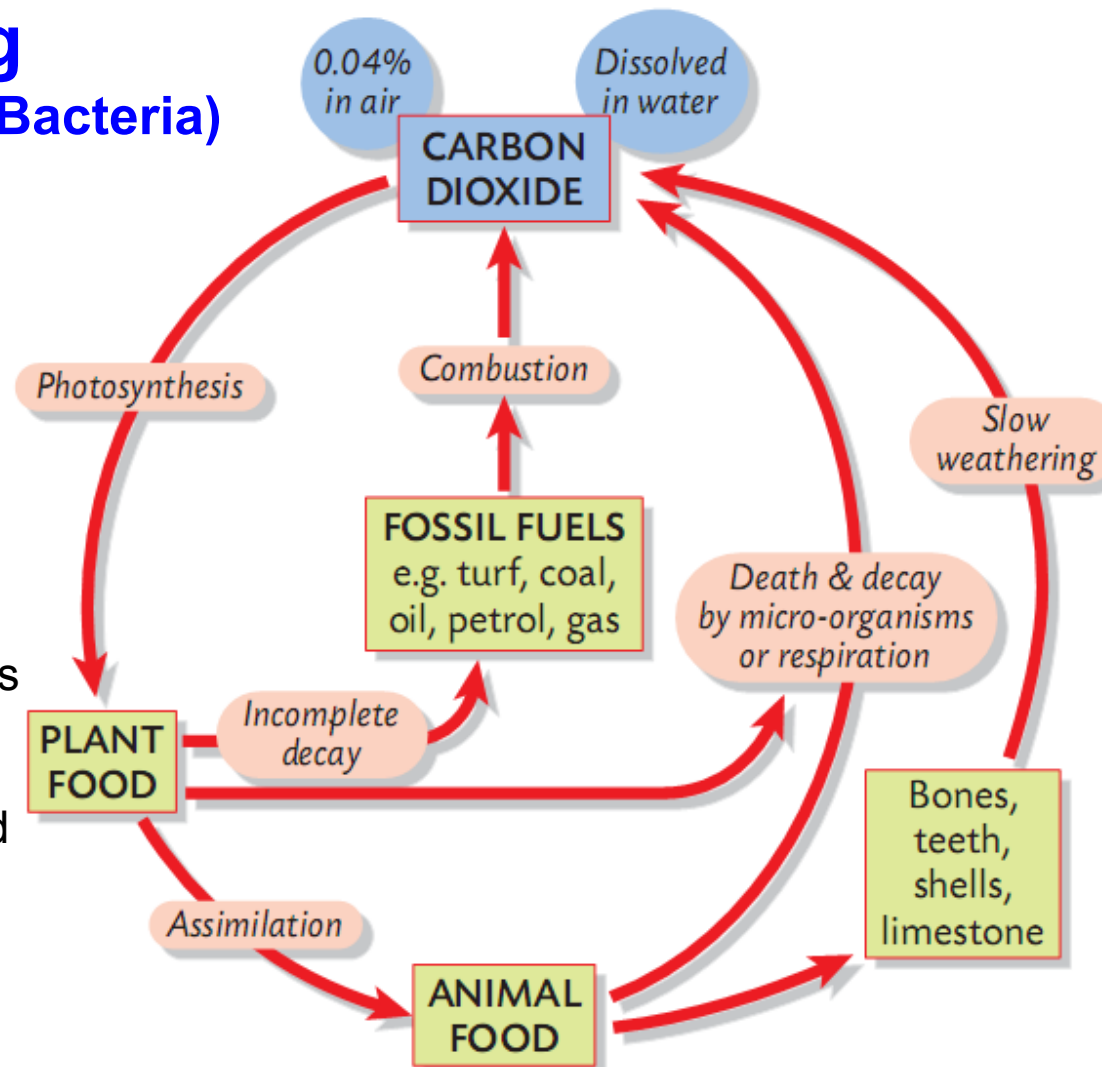 g
Bacteria)
0.04%
in air
Dissolved
in water
CARBON
DIOXIDE
Photosynthesis
Combustion
Slow
weathering
FOSSIL FUELS
e.g. turf, coal,
oil, petrol, gas
Death & decay
by micro-organisms
or respiration
s
Incomplete
decay
PLANT
FOOD
d
Bones,
teeth,
shells,
limestone
Assimilation
ANIMAL
FOOD